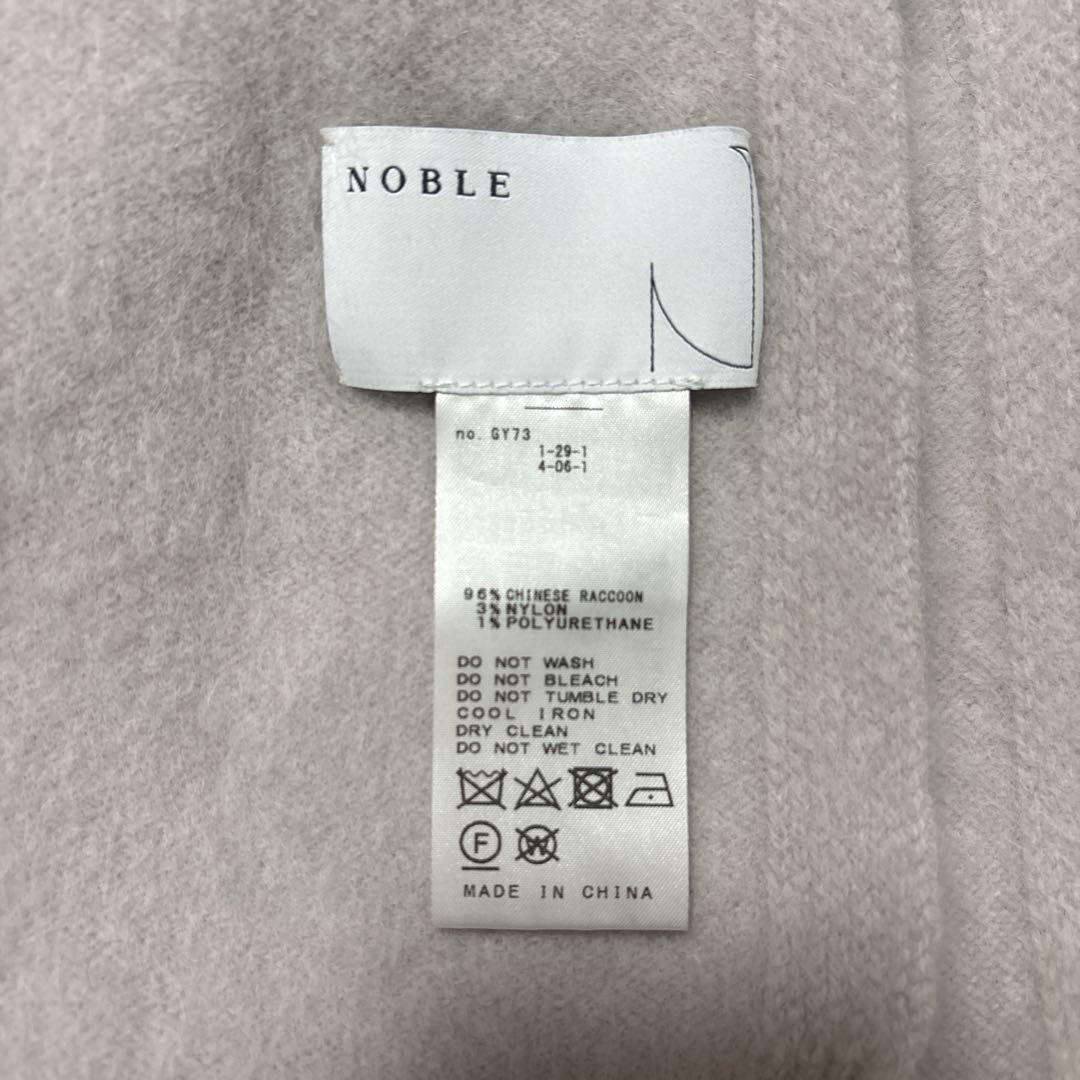 NOBLE
no. GY73
1-29-1
4-06-1
96% CHINESE RACCOON
3% NYLON
1% POLYURETHANE
DO NOT WASH
DO NOT BLEACH
DO NOT TUMBLE DRY
COOL IRON
DRY CLEAN
DO NOT WET CLEAN
F W
MADE IN CHINA